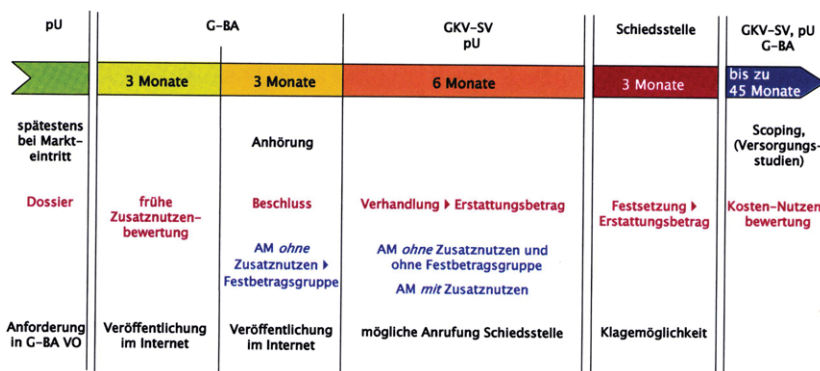 pU
G-BA
GKV-SV
pU
Schiedsstelle
GKV-SV, pU
G-BA
3 Monate
3 Monate
6 Monate
3 Monate
bis zu
45 Monate
spätestens
bei Markt-
eintritt
Anhörung
Scoping,
(Versorgungs-
studien)
Dossier
frühe
Zusatznutzen-
bewertung
Beschluss
Verhandlung ▸ Erstattungsbetrag
Festsetzung ▸
Erstattungsbetrag
Kosten-Nutzen
bewertung
AM ohne
Zusatznutzen ▸
Festbetragsgruppe
AM ohne Zusatznutzen und
ohne Festbetragsgruppe
AM mit Zusatznutzen
Anforderung
in G-BA VO
Veröffentlichung
im Internet
Veröffentlichung
im Internet
mögliche Anrufung Schiedsstelle
Klagemöglichkeit